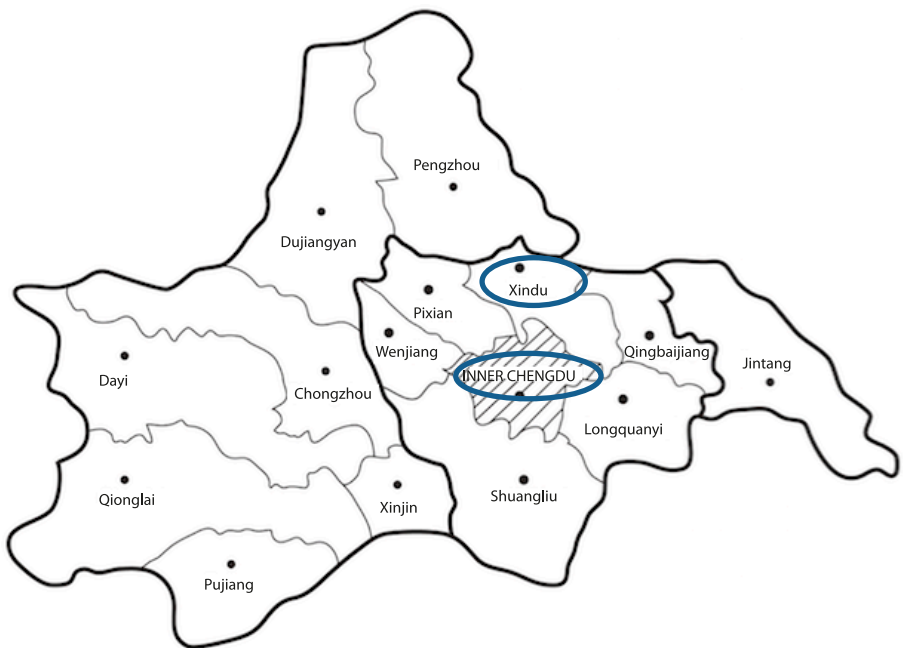 Pengzhou
Dujiangyan
Xindu
Pixian
Wenjiang
Qingbaijiang
Jintang
INNER CHENGDU
Dayi
Chongzhou
Longquanyi
Qionglai
Xinjin
Shuangliu
Pujiang